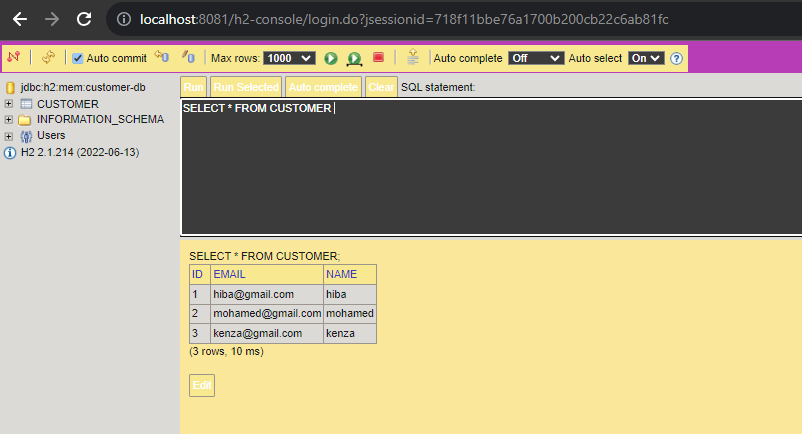 localhost:8081/h2-console/login.do?jsessionid=718f11bbe76a1700b200cb22c6ab81fc
Auto commit Max rows: 1000 Auto complete Off Auto select On ?
jdbc:h2:mem:customer-db
CUSTOMER
INFORMATION_SCHEMA
Users
H2 2.1.214 (2022-06-13)
Run Run Selected Auto complete Clear SQL statement:
SELECT * FROM CUSTOMER
SELECT * FROM CUSTOMER;
ID EMAIL NAME
1 hiba@gmail.com hiba
2 mohamed@gmail.com mohamed
3 kenza@gmail.com kenza
(3 rows, 10 ms)
Edit